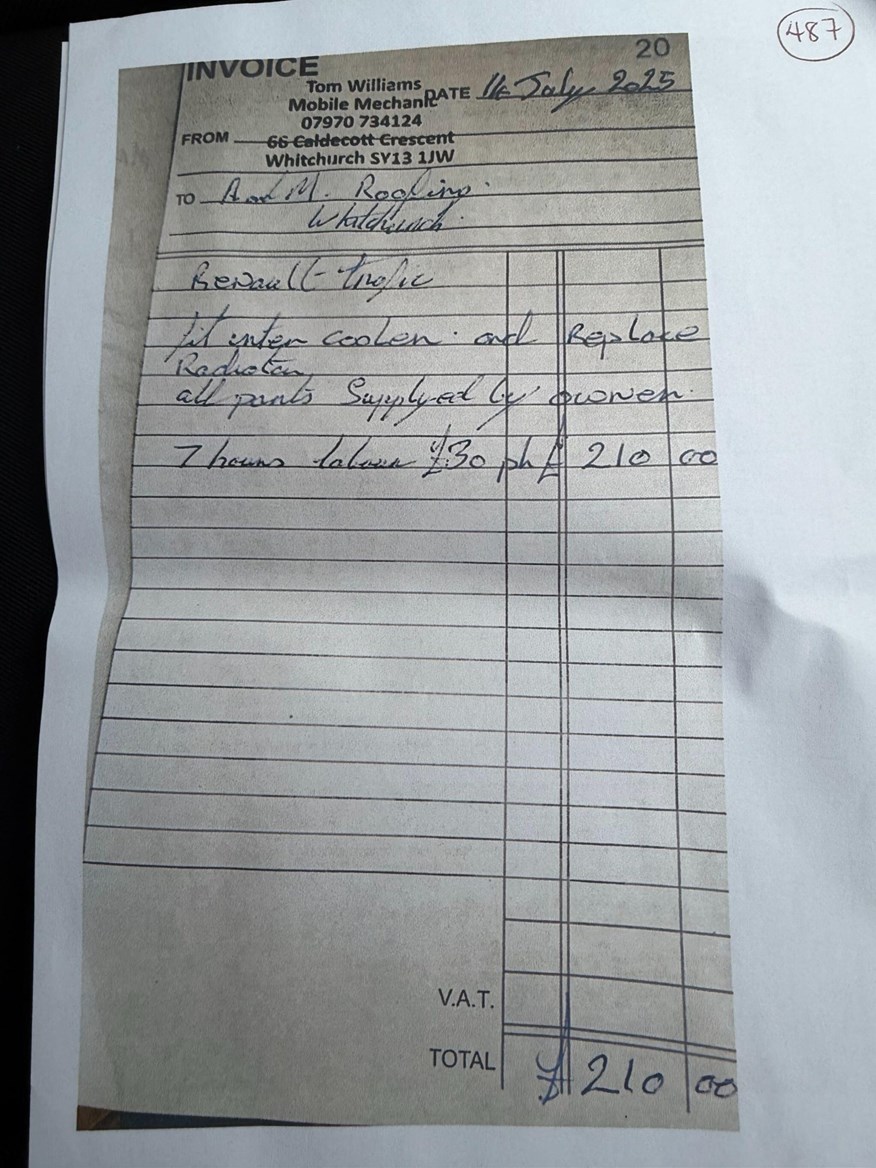 487
INVOICE 20
Tom Williams
Mobile Mechanic
DATE 14 July 2025
07970 734124
FROM 66 Caldecott Crescent
Whitchurch SY13 1JW
TO A and M. Roofing.
Whitchurch.
Renault Trafic
fit inter cooler. and Replace
Radiator
all parts Supplyed by owner.
7 hours labour £30 ph £ 210 00
V.A.T.
TOTAL £ 210 00